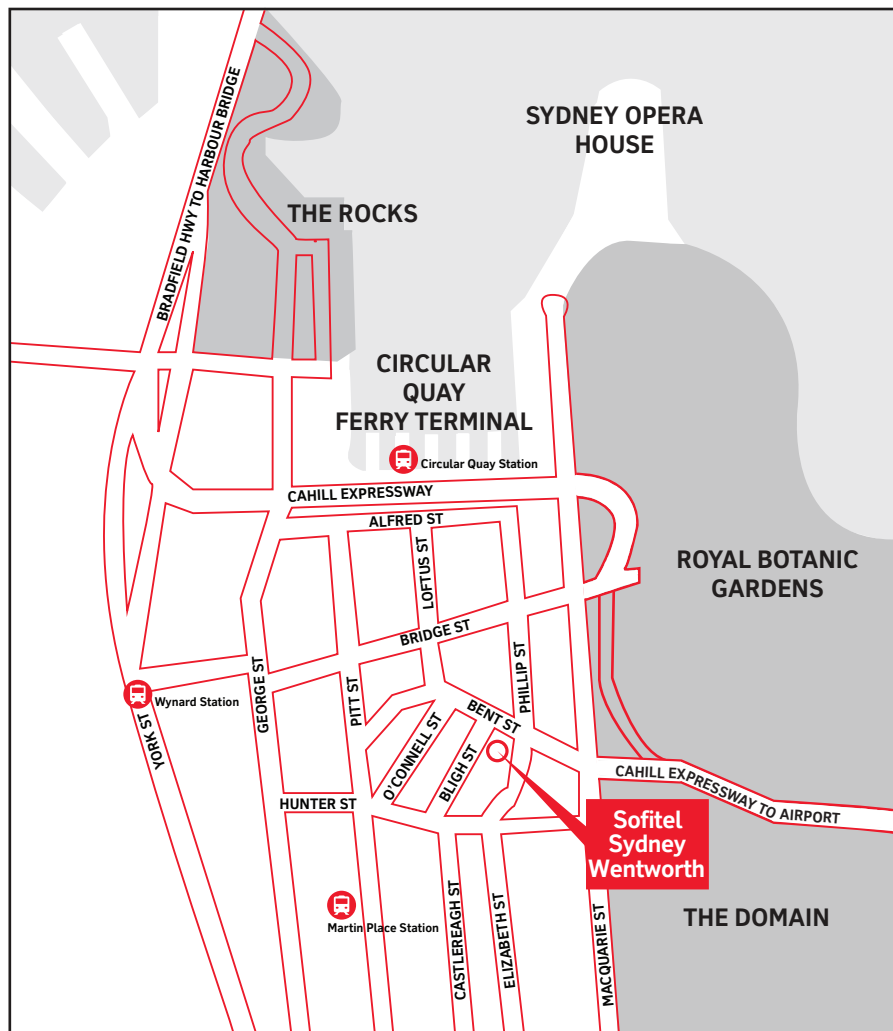 SYDNEY OPERA
HOUSE
BRADFIELD HWY TO HARBOUR BRIDGE
THE ROCKS
CIRCULAR
QUAY
FERRY TERMINAL
Circular Quay Station
CAHILL EXPRESSWAY
ALFRED ST
LOFTUS ST
ROYAL BOTANIC
GARDENS
BRIDGE ST
PHILLIP ST
GEORGE ST
PITT ST
Wynard Station
YORK ST
BENT ST
O'CONNELL ST
BLIGH ST
HUNTER ST
CAHILL EXPRESSWAY TO AIRPORT
Sofitel
Sydney
Wentworth
Martin Place Station
CASTLEREAGH ST
ELIZABETH ST
MACQUARIE ST
THE DOMAIN